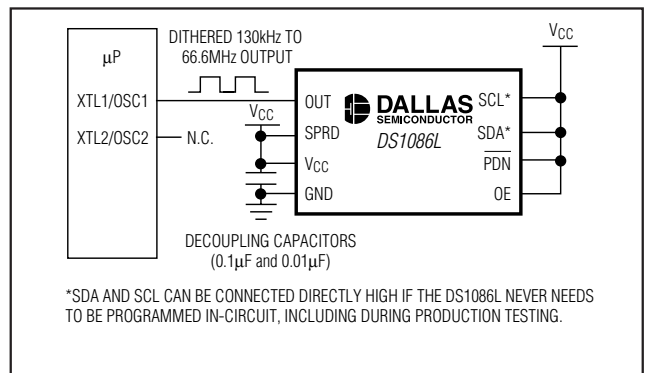 DITHERED 130kHz TO
66.6MHz OUTPUT
VCC
µP
XTL1/OSC1
XTL2/OSC2
N.C.
VCC
OUT
SPRD
VCC
GND
DALLAS
SEMICONDUCTOR
DS1086L
SCL*
SDA*
PDN
OE
DECOUPLING CAPACITORS
(0.1µF and 0.01µF)
*SDA AND SCL CAN BE CONNECTED DIRECTLY HIGH IF THE DS1086L NEVER NEEDS
TO BE PROGRAMMED IN-CIRCUIT, INCLUDING DURING PRODUCTION TESTING.